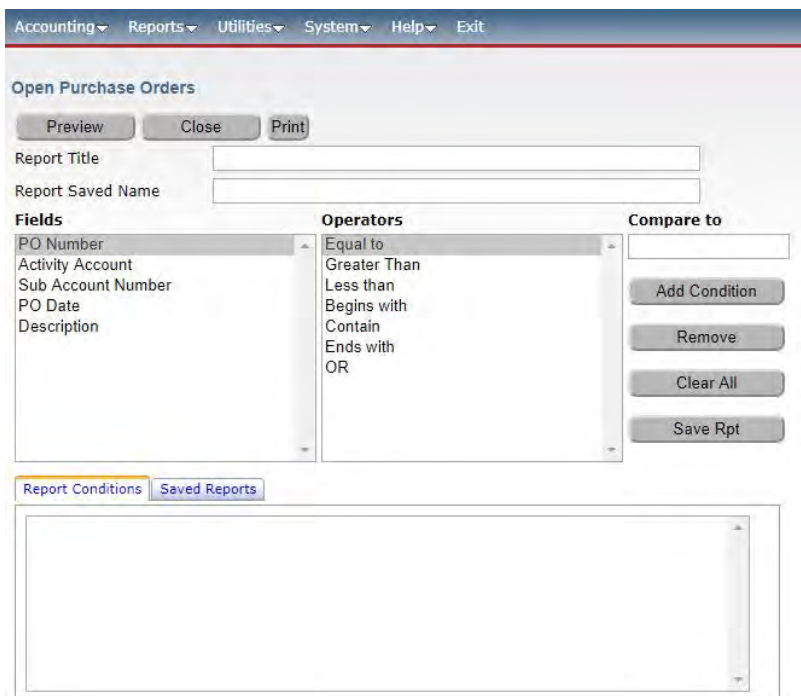 Accounting Reports Utilities System Help Exit
Open Purchase Orders
Preview Close Print
Report Title
Report Saved Name
Fields Operators Compare to
PO Number
Activity Account
Sub Account Number
PO Date
Description
Equal to
Greater Than
Less than
Begins with
Contain
Ends with
OR
Add Condition
Remove
Clear All
Save Rpt
Report Conditions Saved Reports